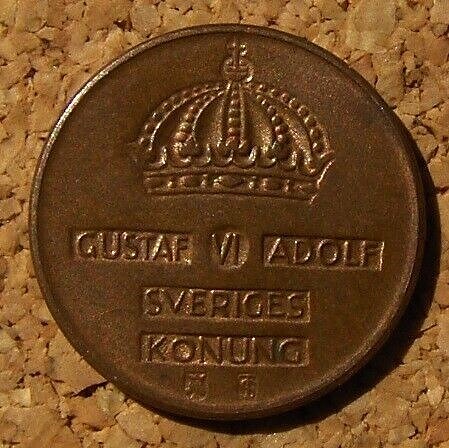 GUSTAF VI ADOLF
SVERIGES
KONUNG